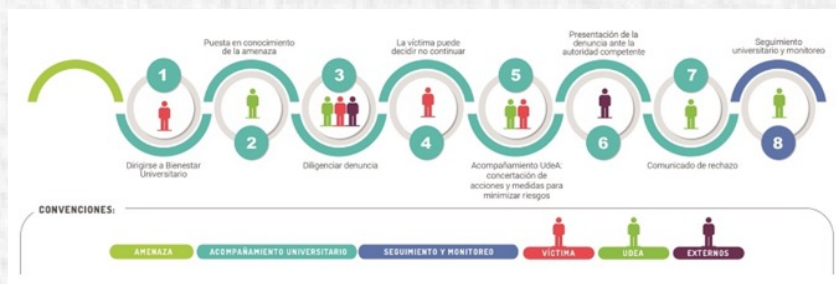 Puesta en conocimiento
de la amenaza
La víctima puede
decidir no continuar
Presentación de la
denuncia ante la
autoridad competente
Seguimiento
universitario y monitoreo
1
3
5
7
2
4
6
8
Dirigirse a Bienestar
Universitario
Diligenciar denuncia
Acompañamiento UdeA:
concertación de
acciones y medidas para
minimizar riesgos
Comunicado de rechazo
CONVENCIONES:
AMENAZA
ACOMPAÑAMIENTO UNIVERSITARIO
SEGUIMIENTO Y MONITOREO
VÍCTIMA
UDEA
EXTERNOS